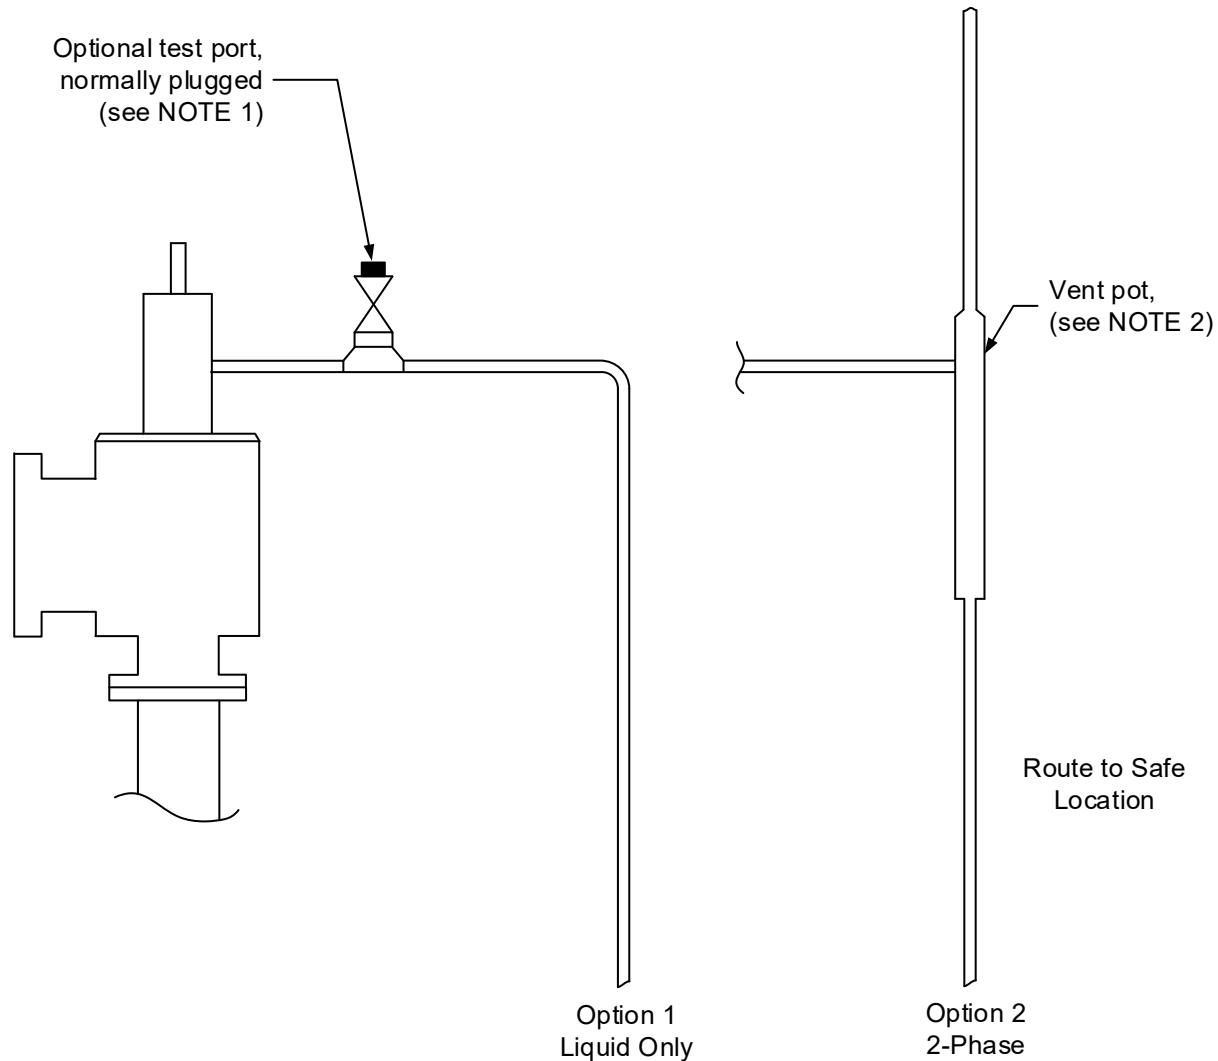 Optional test port,
normally plugged
(see NOTE 1)
Vent pot,
(see NOTE 2)
Route to Safe
Location
Option 1
Liquid Only
Option 2
2-Phase